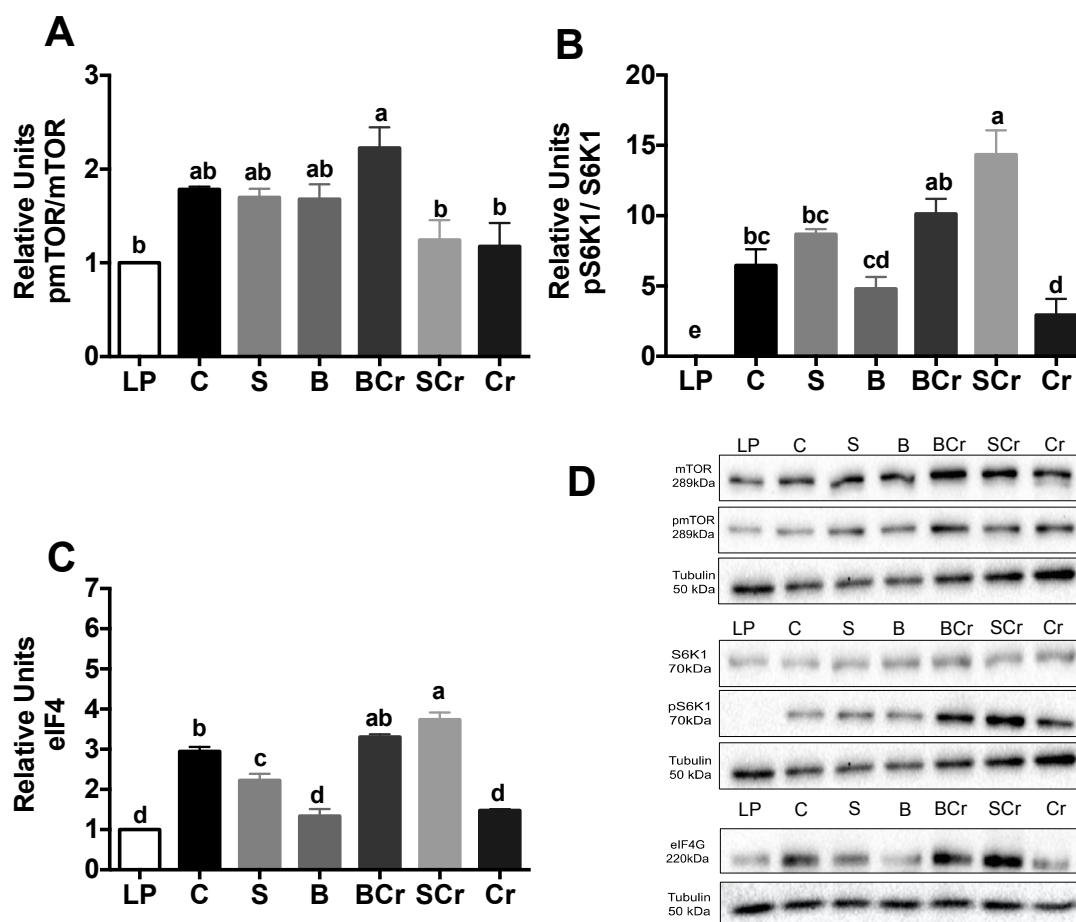 A
Relative Units
pmTOR/mTOR
3
2
1
0
b
ab
ab
ab
a
b
b
LP C S B BCr SCr Cr
B
Relative Units
pS6K1/ S6K1
20
15
10
5
0
e
bc
bc
cd
ab
a
d
LP C S B BCr SCr Cr
C
Relative Units
eIF4
7
6
5
4
3
2
1
0
d
b
c
d
ab
a
d
LP C S B BCr SCr Cr
D
LP C S B BCr SCr Cr
mTOR
289kDa
pmTOR
289kDa
Tubulin
50 kDa
LP C S B BCr SCr Cr
S6K1
70kDa
pS6K1
70kDa
Tubulin
50 kDa
LP C S B BCr SCr Cr
eIF4G
220kDa
Tubulin
50 kDa